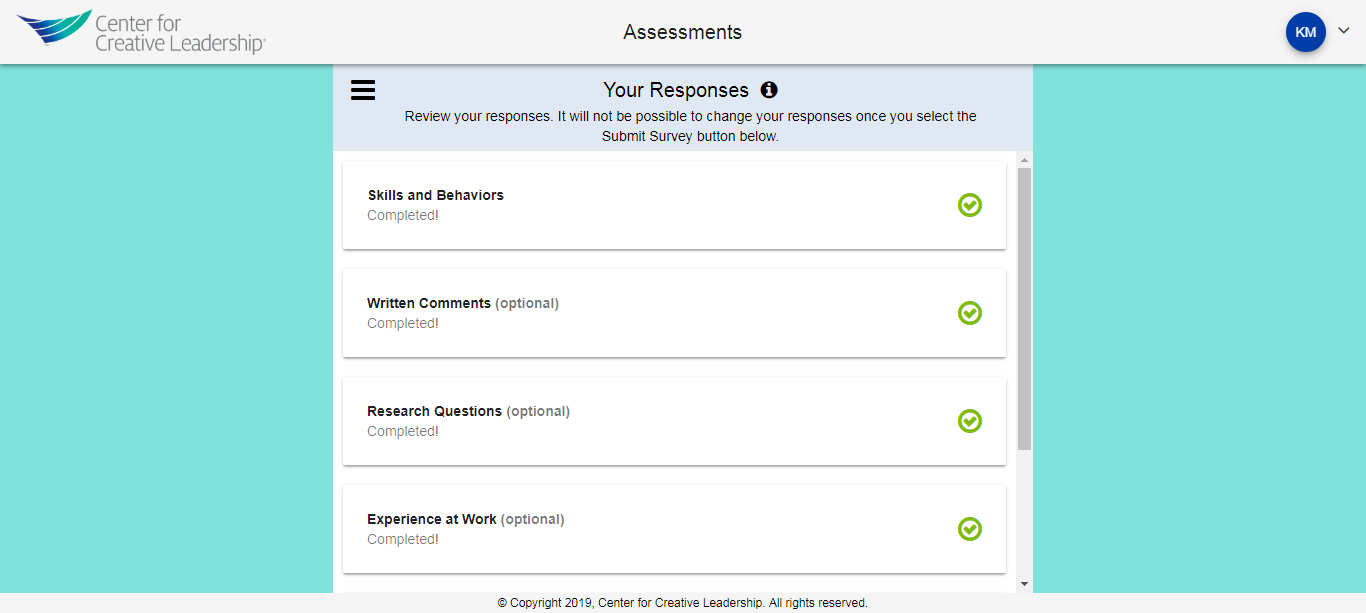 Center for
Creative Leadership®
Assessments
KM
Your Responses
Review your responses. It will not be possible to change your responses once you select the
Submit Survey button below.
Skills and Behaviors
Completed!
Written Comments (optional)
Completed!
Research Questions (optional)
Completed!
Experience at Work (optional)
Completed!
© Copyright 2019, Center for Creative Leadership. All rights reserved.